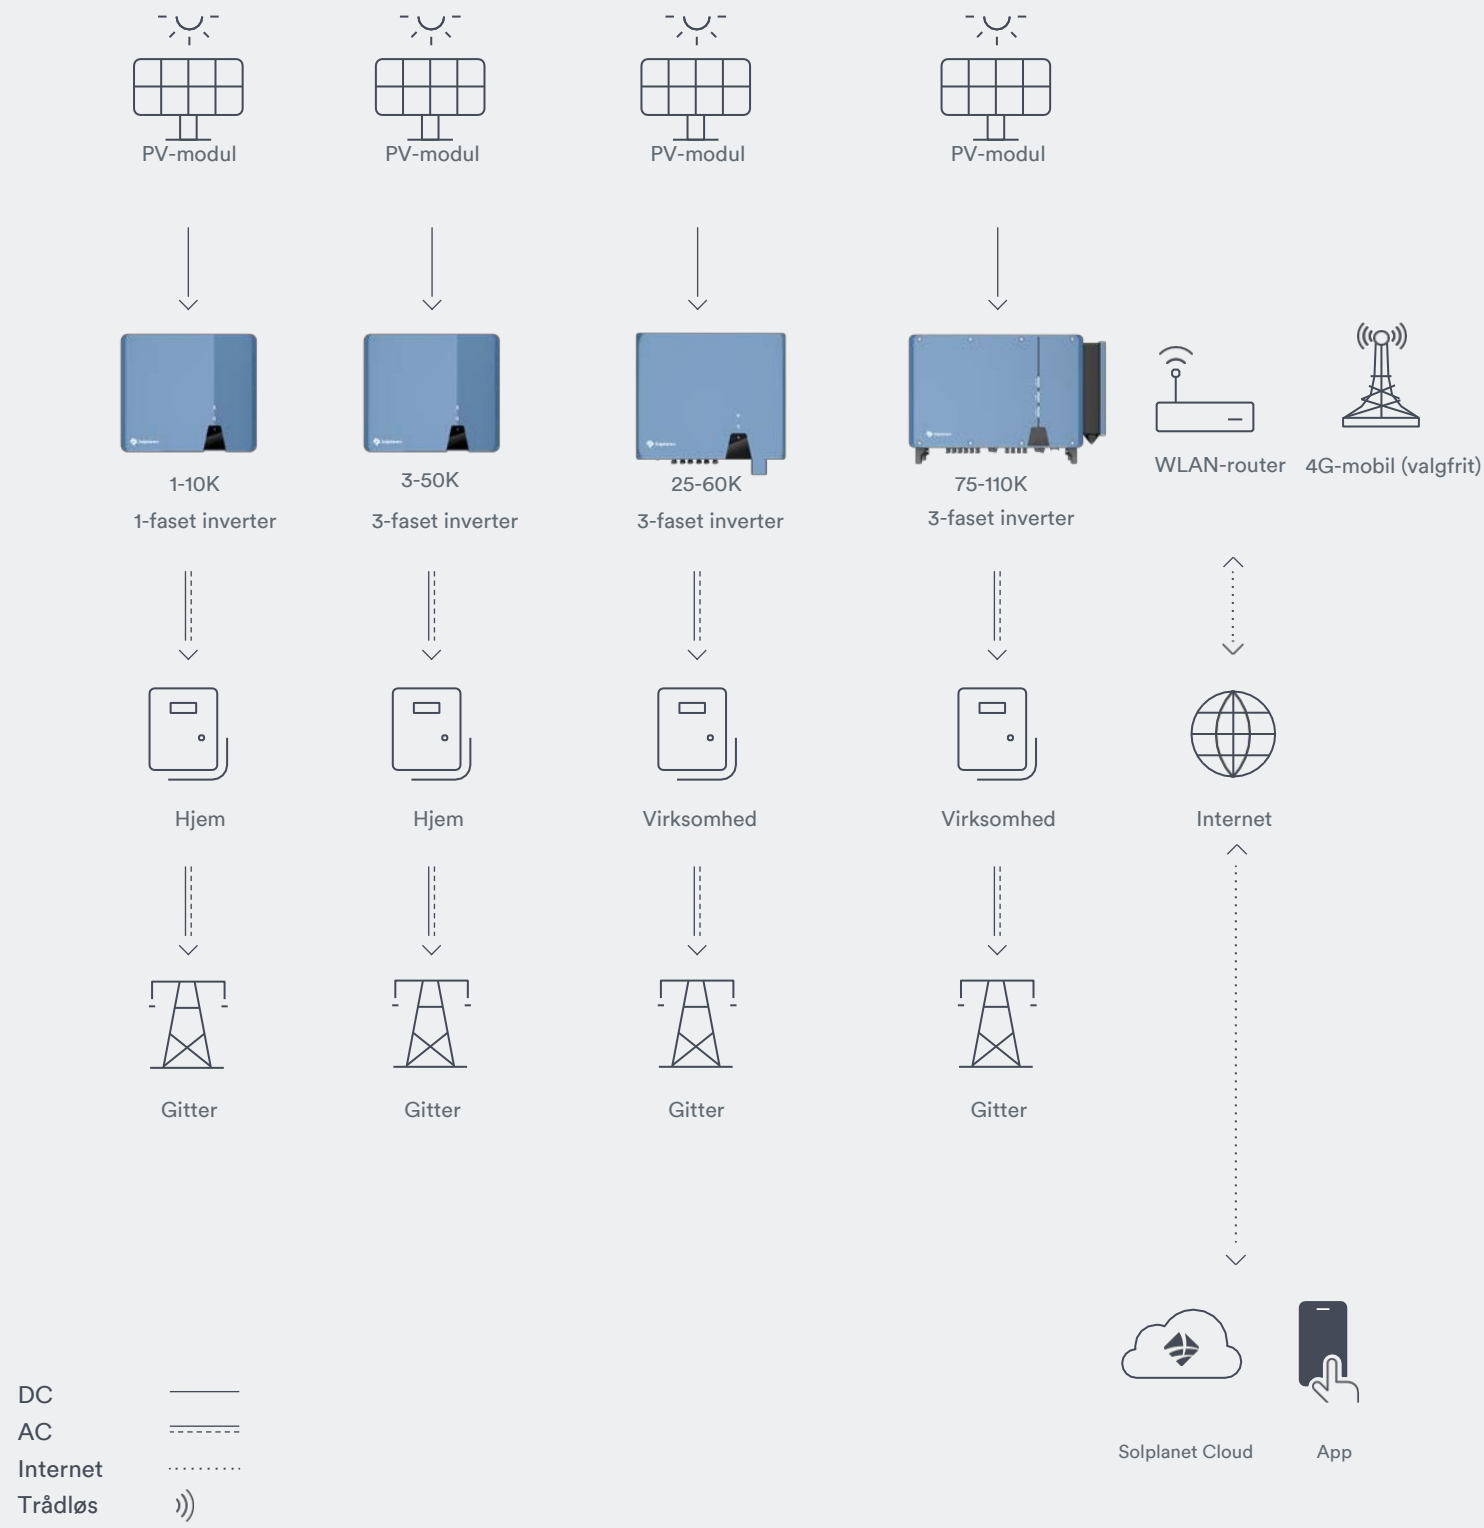 PV-modul
PV-modul
PV-modul
PV-modul
1-10K
1-faset inverter
3-50K
3-faset inverter
25-60K
3-faset inverter
75-110K
3-faset inverter
WLAN-router
4G-mobil (valgfrit)
Hjem
Hjem
Virksomhed
Virksomhed
Internet
Gitter
Gitter
Gitter
Gitter
Solplanet Cloud
App
DC
AC
Internet
Trådløs